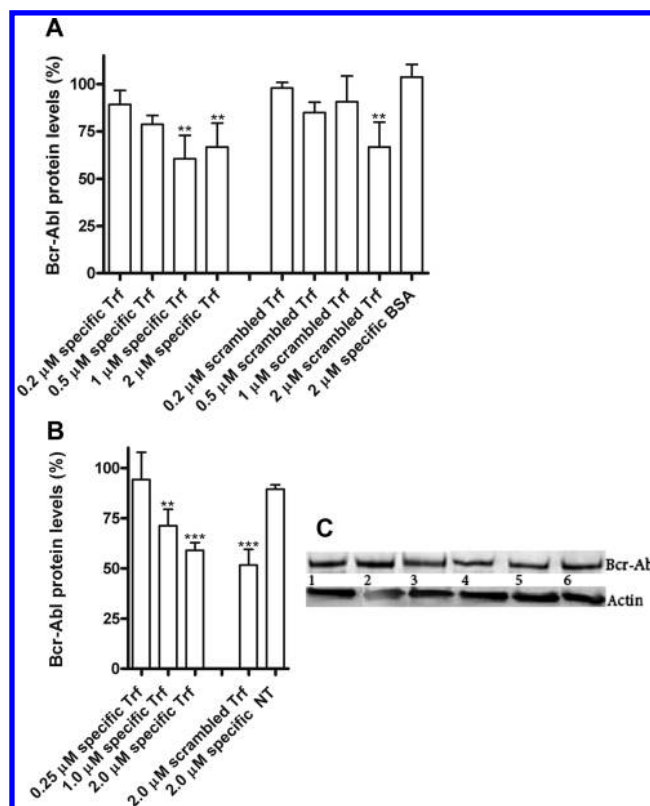 A
Bcr-Abl protein levels (%)
100
75
50
25
0
**
**
**
0.2 µM specific Trf
0.5 µM specific Trf
1 µM specific Trf
2 µM specific Trf
0.2 µM scrambled Trf
0.5 µM scrambled Trf
1 µM scrambled Trf
2 µM scrambled Trf
2 µM specific BSA
B
Bcr-Abl protein levels (%)
100
75
50
25
0
**
***
***
0.25 µM specific Trf
1.0 µM specific Trf
2.0 µM specific Trf
2.0 µM scrambled Trf
2.0 µM specific NT
C
Bcr-Ab
1 2 3 4 5 6
Actin